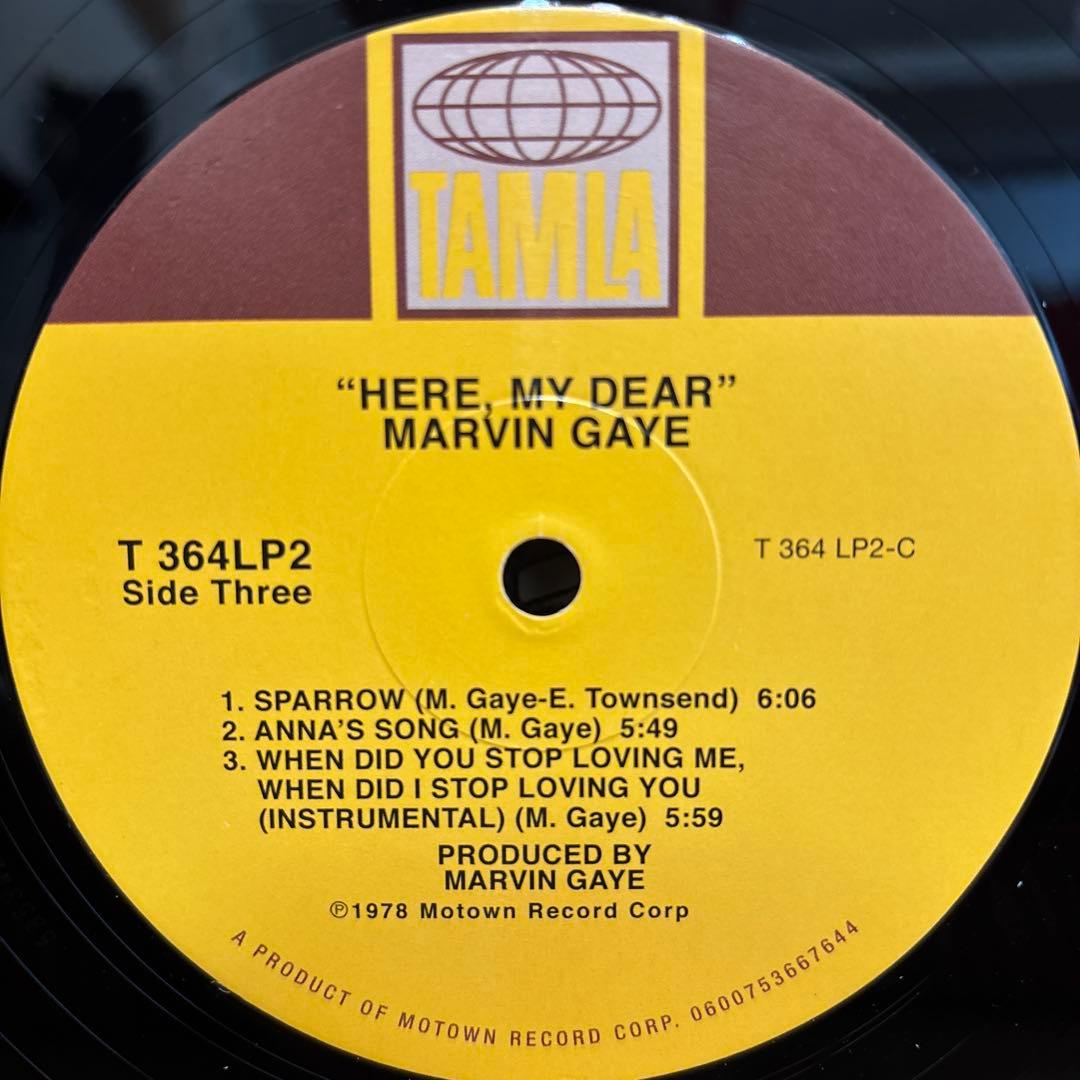 TAMLA
“HERE, MY DEAR”
MARVIN GAYE
T 364LP2
Side Three
T 364 LP2-C
1. SPARROW (M. Gaye-E. Townsend) 6:06
2. ANNA’S SONG (M. Gaye) 5:49
3. WHEN DID YOU STOP LOVING ME,
WHEN DID I STOP LOVING YOU
(INSTRUMENTAL) (M. Gaye) 5:59
PRODUCED BY
MARVIN GAYE
℗1978 Motown Record Corp
A PRODUCT OF MOTOWN RECORD CORP. 0600753667644